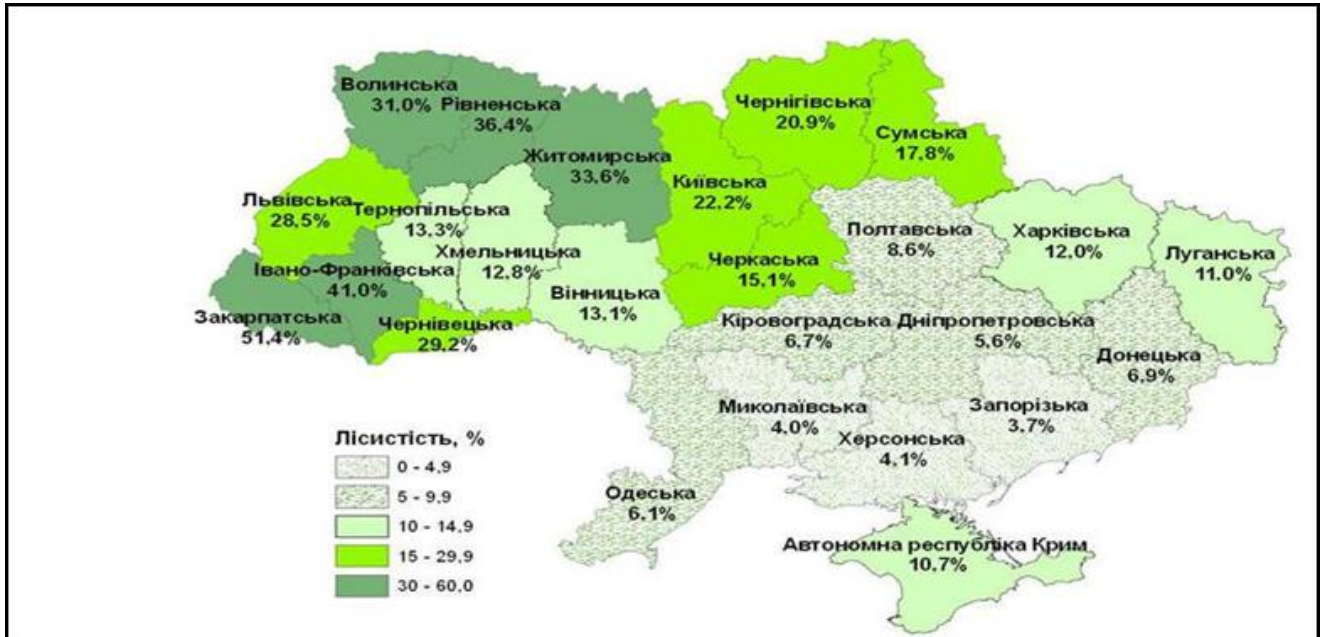 Волинська
31,0%
Рівненська
36,4%
Житомирська
33,6%
Чернігівська
20,9%
Сумська
17,8%
Київська
22,2%
Львівська
28,5%
Тернопільська
13,3%
Хмельницька
12,8%
Вінницька
13,1%
Черкаська
15,1%
Полтавська
8,6%
Харківська
12,0%
Луганська
11,0%
Івано-Франківська
41,0%
Закарпатська
51,4%
Чернівецька
29,2%
Кіровоградська
6,7%
Дніпропетровська
5,6%
Донецька
6,9%
Миколаївська
4,0%
Херсонська
4,1%
Запорізька
3,7%
Одеська
6,1%
Автономна республіка Крим
10,7%
Лісистість, %
0 - 4,9
5 - 9,9
10 - 14,9
15 - 29,9
30 - 60,0